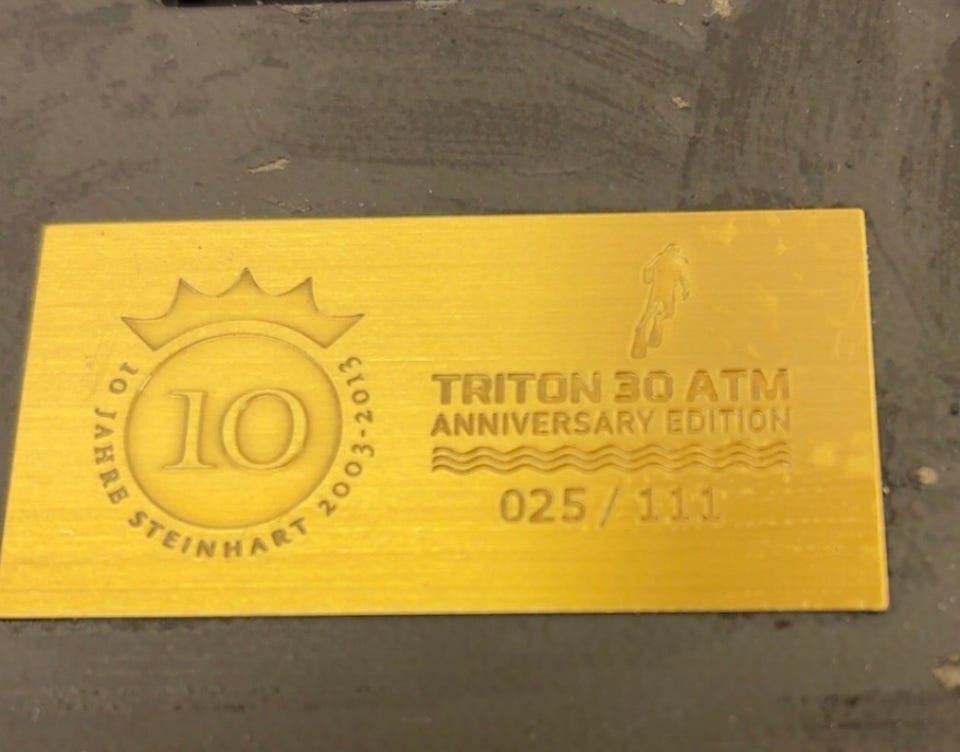 10
10 JAHRE STEINHART 2003-2013
TRITON 30 ATM
ANNIVERSARY EDITION
025 / 111